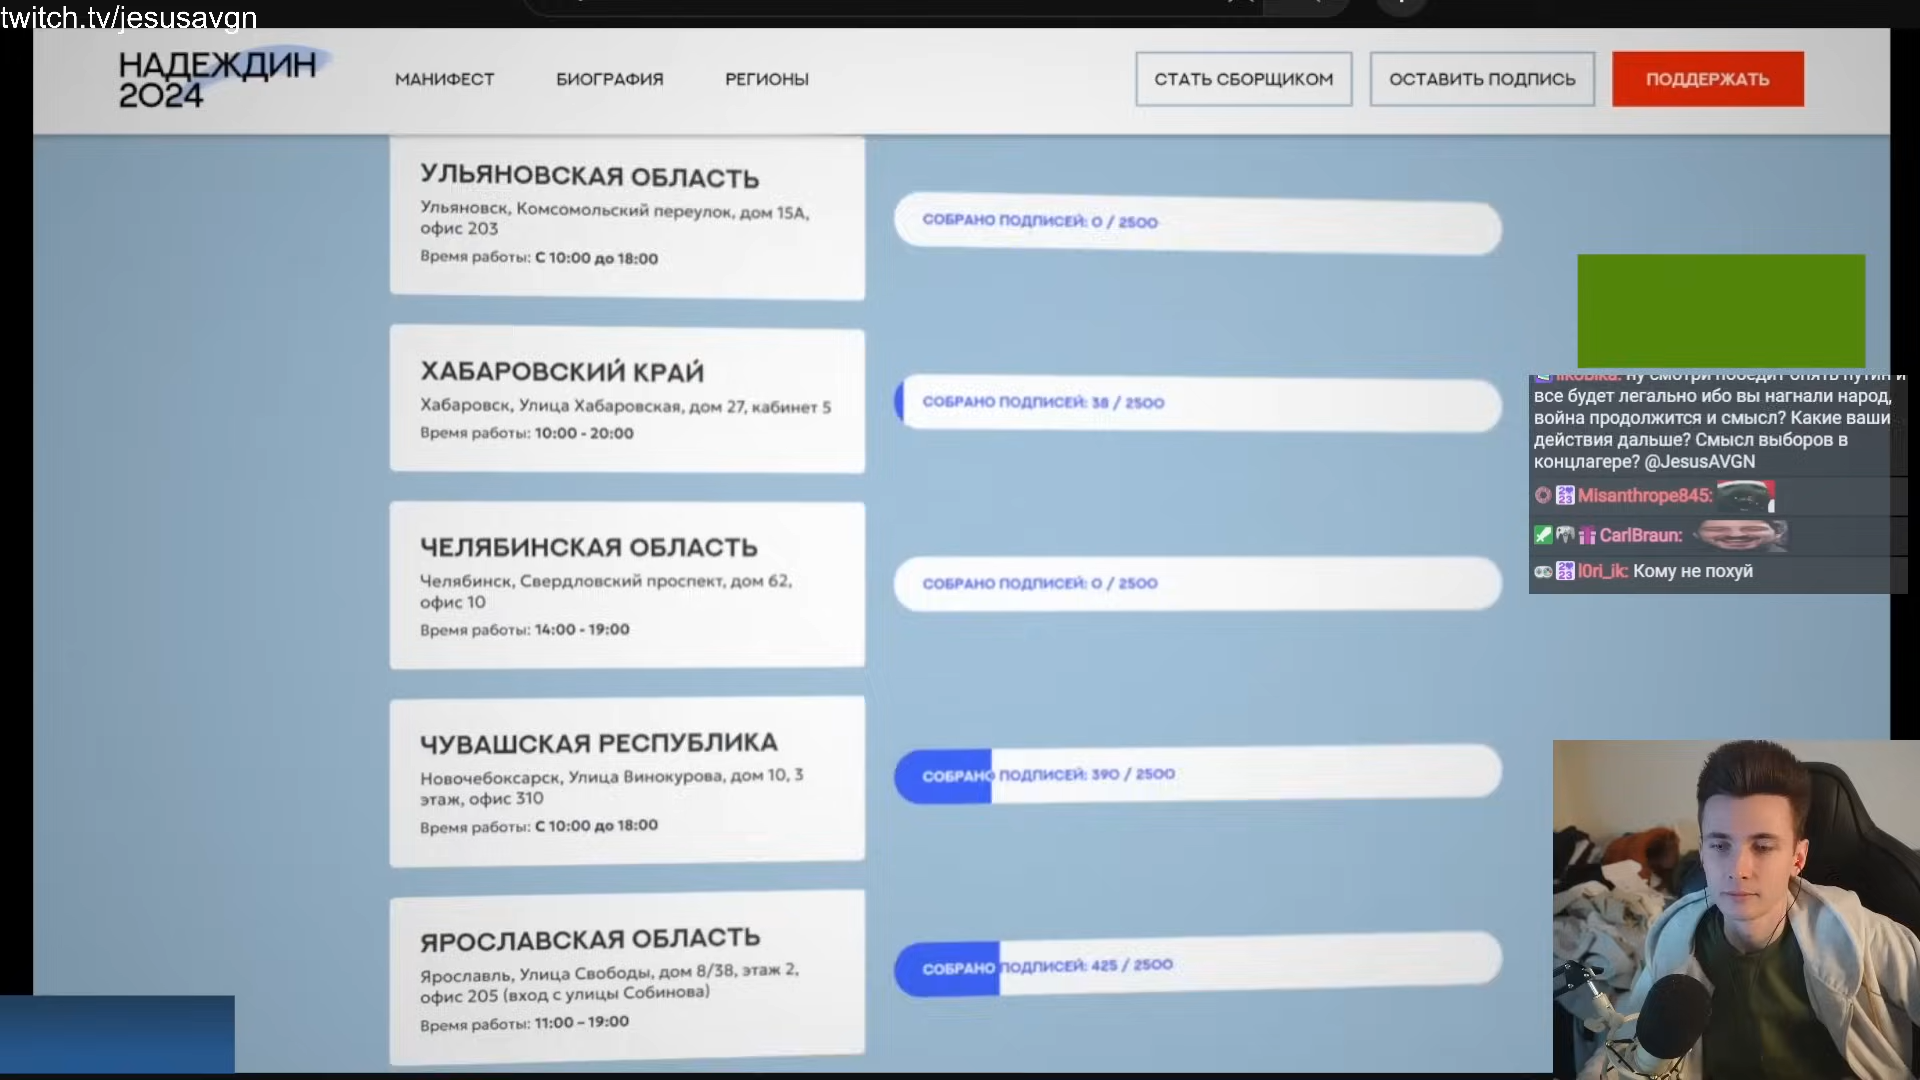 twitch.tv/jesusavgn
НАДЕЖДИН
2024
МАНИФЕСТ
БИОГРАФИЯ
РЕГИОНЫ
СТАТЬ СБОРЩИКОМ
ОСТАВИТЬ ПОДПИСЬ
ПОДДЕРЖАТЬ
УЛЬЯНОВСКАЯ ОБЛАСТЬ
Ульяновск, Комсомольский переулок, дом 15А,
офис 203
Время работы: С 10:00 до 18:00
СОБРАНО ПОДПИСЕЙ: 0 / 2500
ХАБАРОВСКИЙ КРАЙ
Хабаровск, Улица Хабаровская, дом 27, кабинет 5
Время работы: 10:00 - 20:00
СОБРАНО ПОДПИСЕЙ: 38 / 2500
ЧЕЛЯБИНСКАЯ ОБЛАСТЬ
Челябинск, Свердловский проспект, дом 62,
офис 10
Время работы: 14:00 - 19:00
СОБРАНО ПОДПИСЕЙ: 0 / 2500
ЧУВАШСКАЯ РЕСПУБЛИКА
Новочебоксарск, Улица Винокурова, дом 10, 3
этаж, офис 310
Время работы: С 10:00 до 18:00
СОБРАНО ПОДПИСЕЙ: 390 / 2500
ЯРОСЛАВСКАЯ ОБЛАСТЬ
Ярославль, Улица Свободы, дом 8/38, этаж 2,
офис 205 (вход с улицы Собинова)
Время работы: 11:00 – 19:00
СОБРАНО ПОДПИСЕЙ: 425 / 2500
ну смотри победит опять путин и
все будет легально ибо вы нагнали народ,
война продолжится и смысл? Какие ваши
действия дальше? Смысл выборов в
концлагере? @JesusAVGN
Misanthrope845:
CarlBraun:
l0ri_ik: Кому не похуй